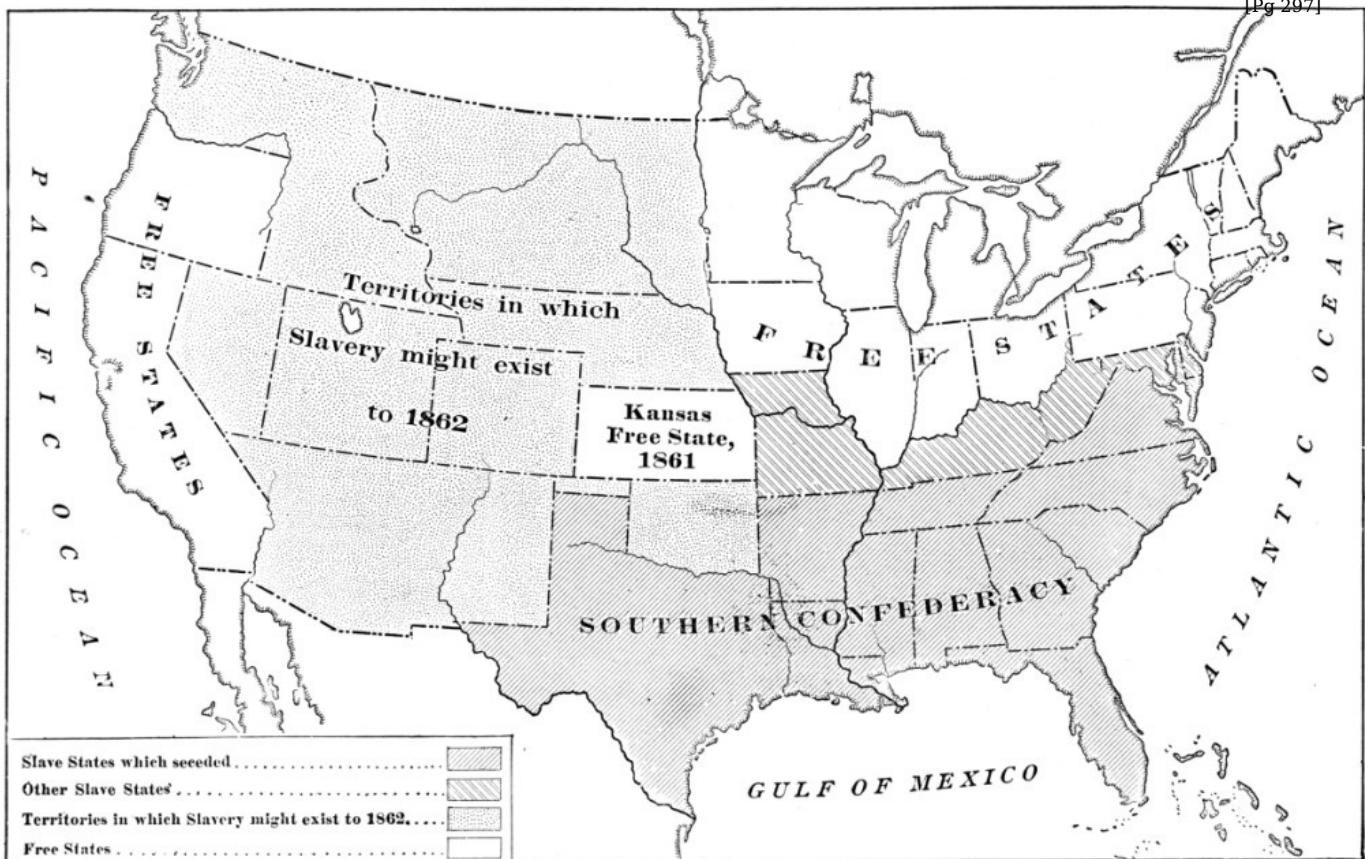 [Pg 297]
PACIFIC OCEAN
FREE STATES
Territories in which
Slavery might exist
to 1862
Kansas
Free State,
1861
FREE STATES
SOUTHERN CONFEDERACY
ATLANTIC OCEAN
GULF OF MEXICO
Slave States which seceded
Other Slave States
Territories in which Slavery might exist to 1862.
Free States